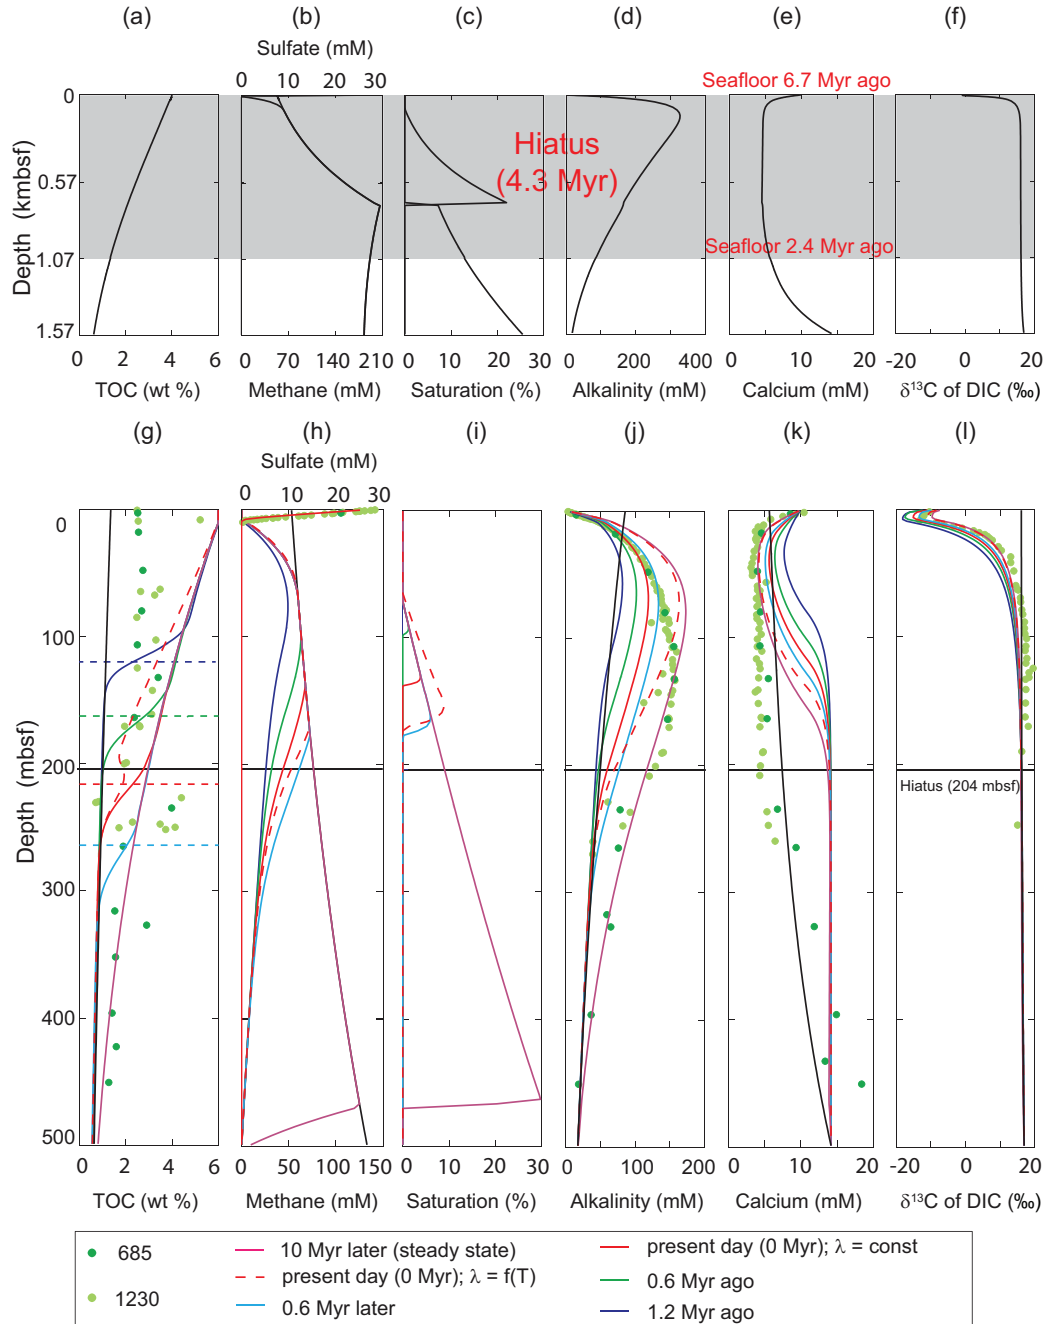 (a) (b) (c) (d) (e) (f)
Sulfate (mm)
0 10 20 30
Seafloor 6.7 Myr ago
0
Hiatus
(4.3 Myr)
0.57
Seafloor 2.4 Myr ago
1.07
1.57
Depth (kmbsf)
0 2 4 6 0 70 140 210 0 10 20 30 0 200 400 0 10 20 -20 0 20
TOC (wt %) Methane (mM) Saturation (%) Alkalinity (mM) Calcium (mM) δ¹³C of DIC (‰)
(g) (h) (i) (j) (k) (l)
Sulfate (mM)
0 10 20 30
0
100
200
Hiatus (204 mbsf)
300
400
500
Depth (mbsf)
0 2 4 6 0 50 100 150 0 10 20 30 0 50 100 150 200 0 10 20 -20 0 20
TOC (wt %) Methane (mM) Saturation (%) Alkalinity (mM) Calcium (mM) δ¹³C of DIC (‰)
685 10 Myr later (steady state) present day (0 Myr); λ = const
present day (0 Myr); λ = f(T) 0.6 Myr ago
1230 0.6 Myr later 1.2 Myr ago